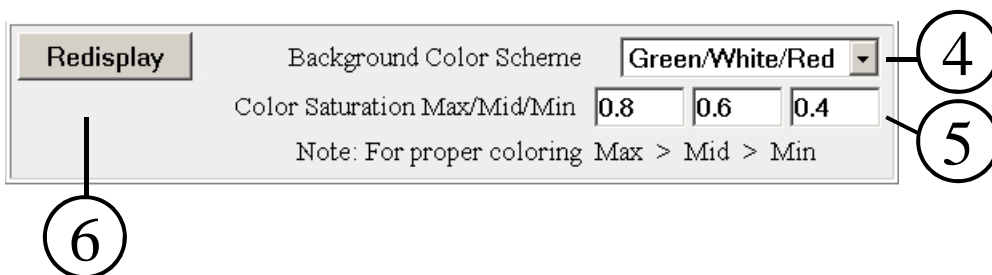 Redisplay Background Color Scheme Green/White/Red 4
Color Saturation Max/Mid/Min 0.8 0.6 0.4 5
Note: For proper coloring Max > Mid > Min
6